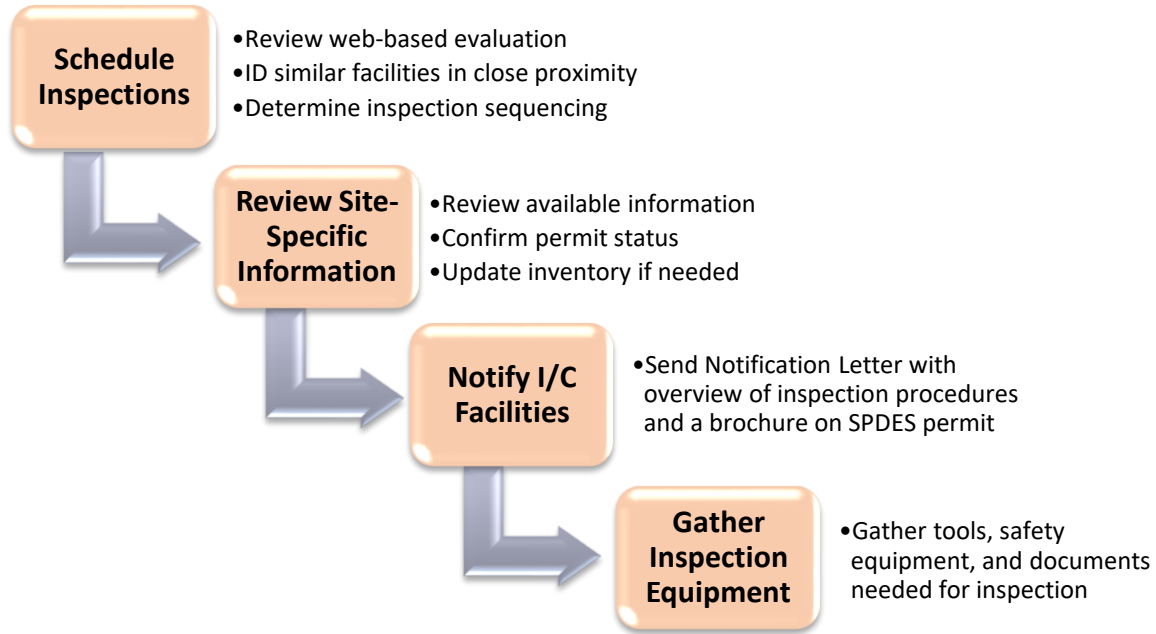 Schedule
Inspections
•Review web-based evaluation
•ID similar facilities in close proximity
•Determine inspection sequencing
Review Site-
Specific
Information
•Review available information
•Confirm permit status
•Update inventory if needed
Notify I/C
Facilities
•Send Notification Letter with
overview of inspection procedures
and a brochure on SPDES permit
Gather
Inspection
Equipment
•Gather tools, safety
equipment, and documents
needed for inspection